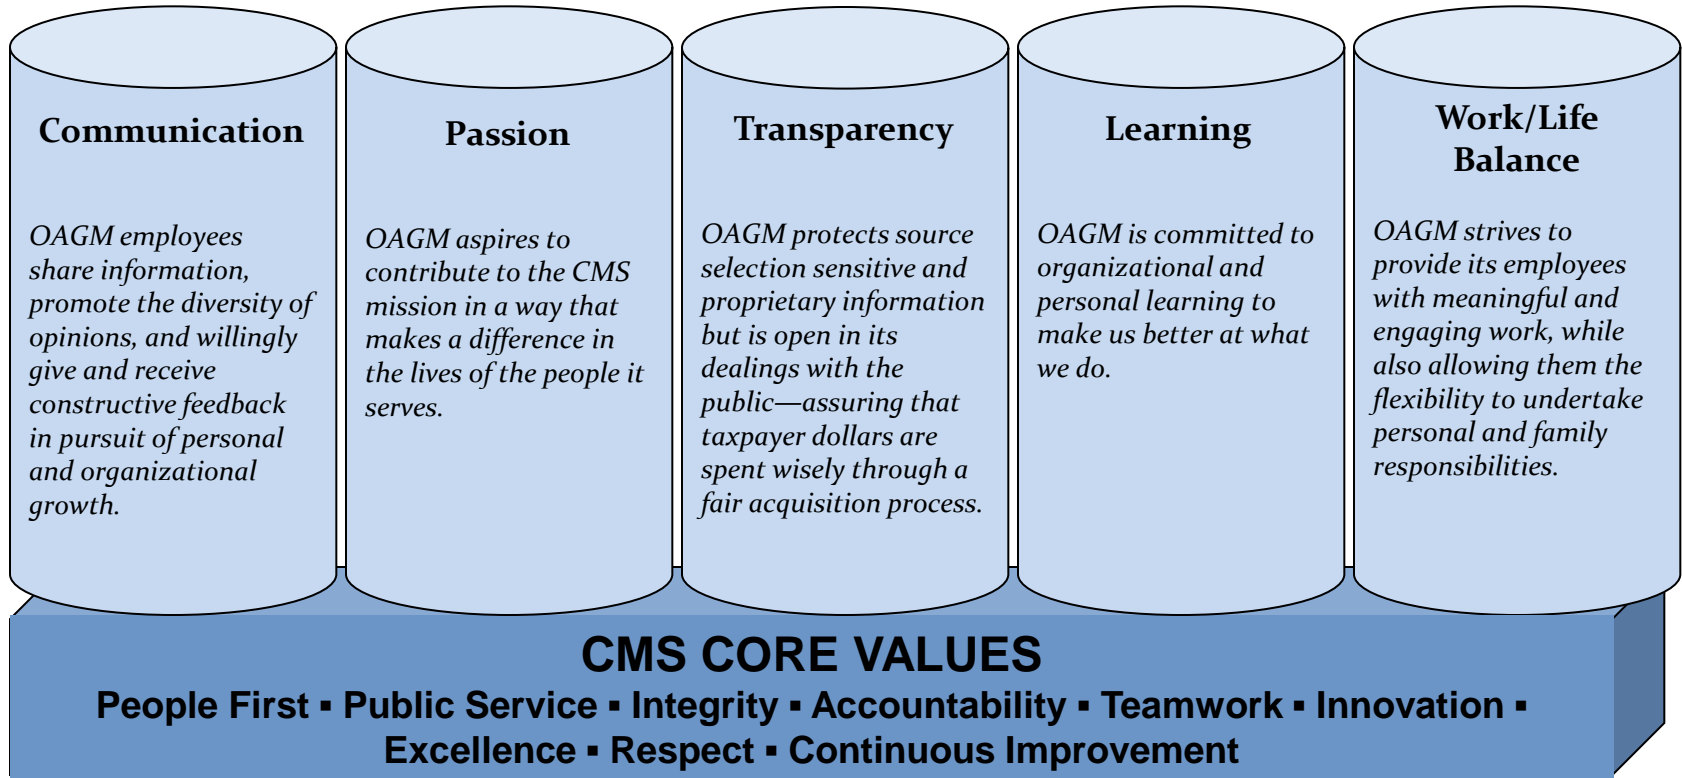 Communication
OAGM employees
share information,
promote the diversity of
opinions, and willingly
give and receive
constructive feedback
in pursuit of personal
and organizational
growth.
Passion
OAGM aspires to
contribute to the CMS
mission in a way that
makes a difference in
the lives of the people it
serves.
Transparency
OAGM protects source
selection sensitive and
proprietary information
but is open in its
dealings with the
public—assuring that
taxpayer dollars are
spent wisely through a
fair acquisition process.
Learning
OAGM is committed to
organizational and
personal learning to
make us better at what
we do.
Work/Life
Balance
OAGM strives to
provide its employees
with meaningful and
engaging work, while
also allowing them the
flexibility to undertake
personal and family
responsibilities.
CMS CORE VALUES
People First ▪ Public Service ▪ Integrity ▪ Accountability ▪ Teamwork ▪ Innovation ▪
Excellence ▪ Respect ▪ Continuous Improvement